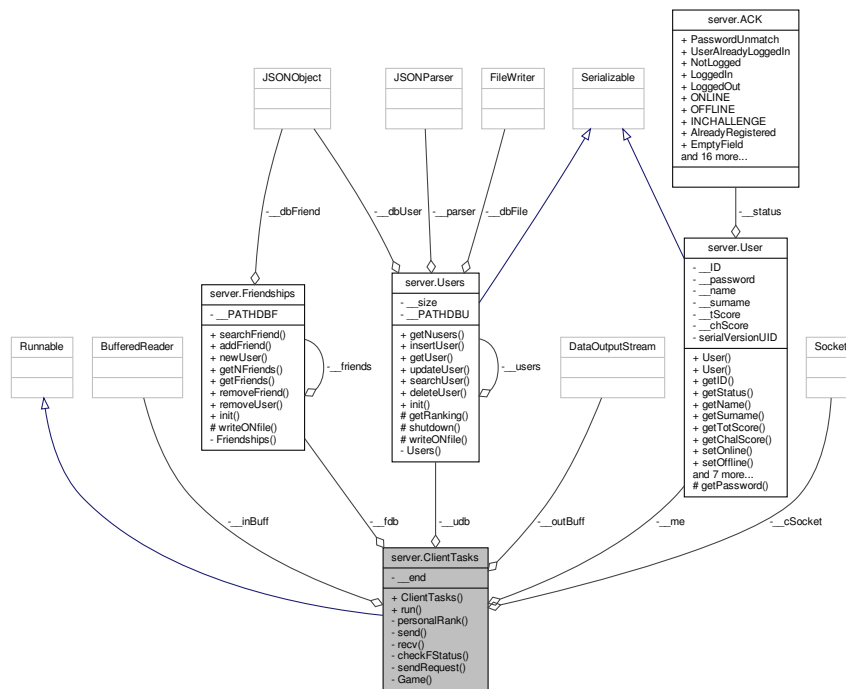 server.ACK
+ PasswordUnmatch
+ UserAlreadyLoggedIn
+ NotLogged
+ LoggedIn
+ LoggedOut
+ ONLINE
+ OFFLINE
+ INCHALLENGE
+ AlreadyRegistered
+ EmptyField
and 16 more...
JSONObject
JSONParser
FileWriter
Serializable
-__dbFriend
-__dbUser
-__parser
-__dbFile
-__status
server.User
- __ID
- __password
- __name
- __surname
- __tScore
- __chScore
- serialVersionUID
+ User()
+ User()
+ getID()
+ getStatus()
+ getName()
+ getSurname()
+ getTotScore()
+ getChalScore()
+ setOnline()
+ setOffline()
and 7 more...
# getPassword()
server.Friendships
- __PATHDBF
+ searchFriend()
+ addFriend()
+ newUser()
+ getNFriends()
+ getFriends()
+ removeFriend()
+ removeUser()
+ init()
# writeONfile()
- Friendships()
-__friends
server.Users
- __size
- __PATHDBU
+ getNusers()
+ insertUser()
+ getUser()
+ updateUser()
+ searchUser()
+ deleteUser()
+ init()
# getRanking()
# shutdown()
# writeONfile()
- Users()
-__users
Runnable
BufferedReader
DataOutputStream
Socket
-__inBuff
-__fdb
-__udb
-__outBuff
-__me
-__cSocket
server.ClientTasks
- __end
+ ClientTasks()
+ run()
- personalRank()
- send()
- recv()
- checkFStatus()
- sendRequest()
- Game()